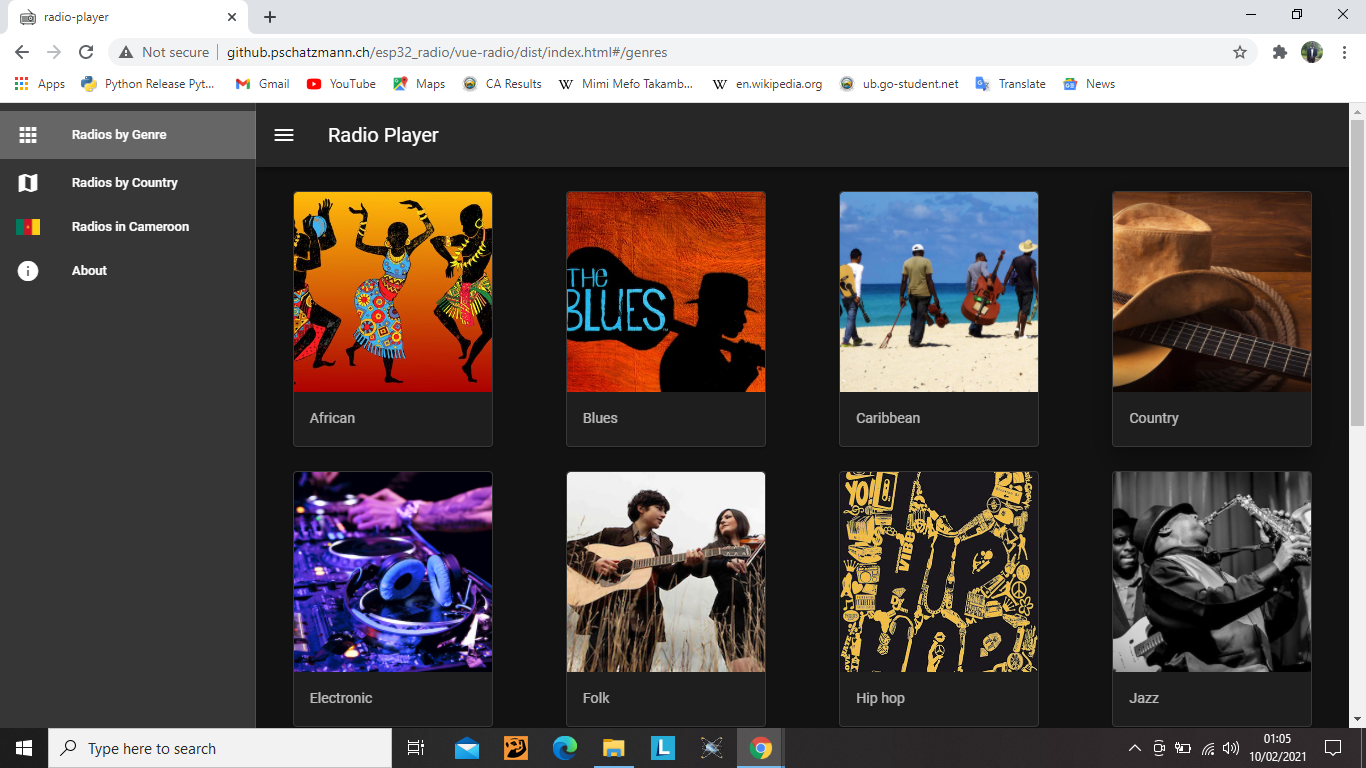 radio-player
Not secure
github.pschatzmann.ch/esp32_radio/vue-radio/dist/index.html#/genres
Apps
Python Release Pyt...
Gmail
YouTube
Maps
CA Results
Mimi Mefo Takamb...
en.wikipedia.org
ub.go-student.net
Translate
News
Radios by Genre
Radios by Country
Radios in Cameroon
About
Radio Player
THE
BLUES
African
Blues
Caribbean
Country
YO!
VIBE
HIP
HOP
Electronic
Folk
Hip hop
Jazz
Type here to search
01:05
10/02/2021